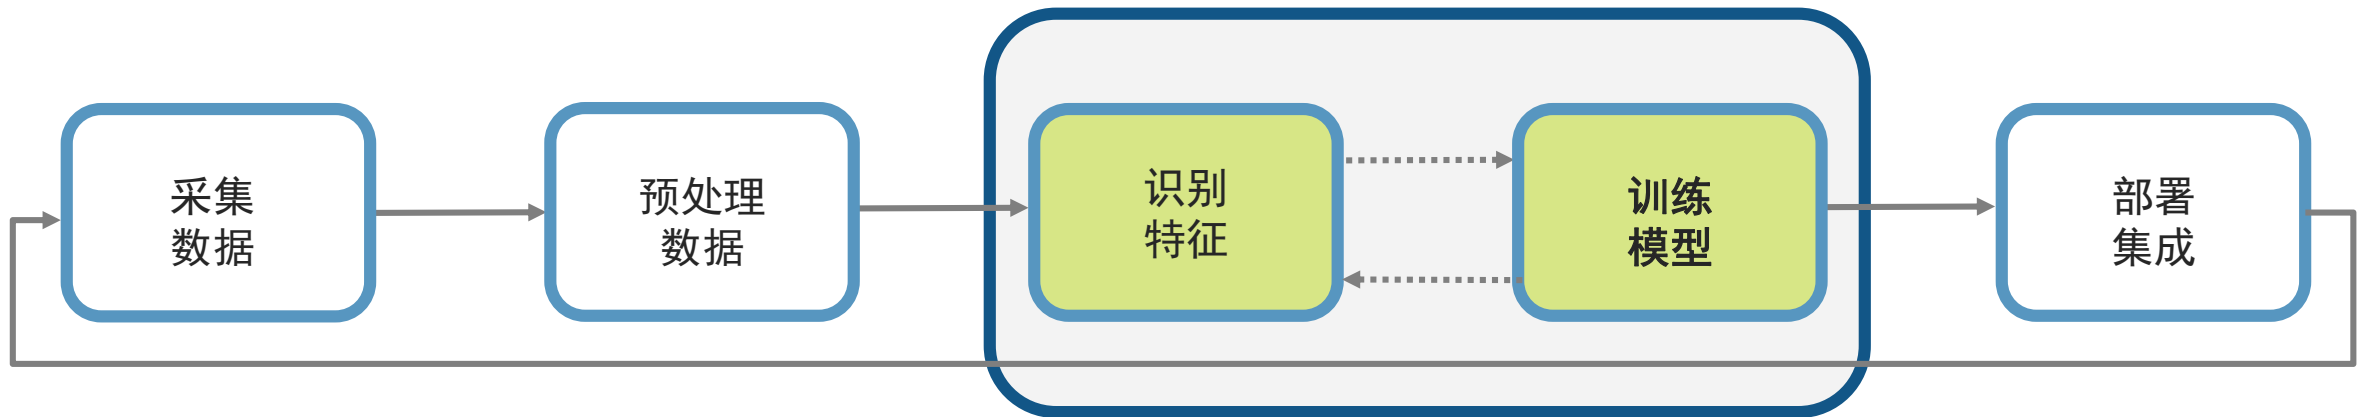 采集
数据
预处理
数据
识别
特征
训练
模型
部署
集成